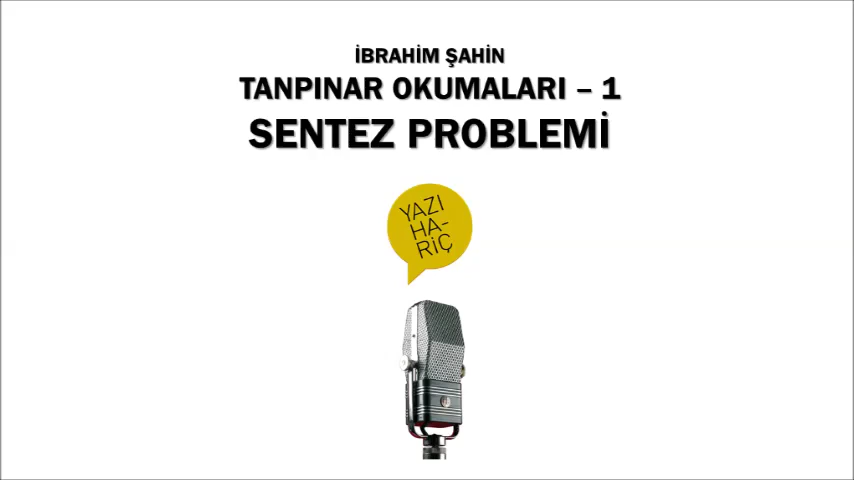 İBRAHİM ŞAHİN
TANPINAR OKUMALARI – 1
SENTEZ PROBLEMİ
YAZI
HA-
RİÇ